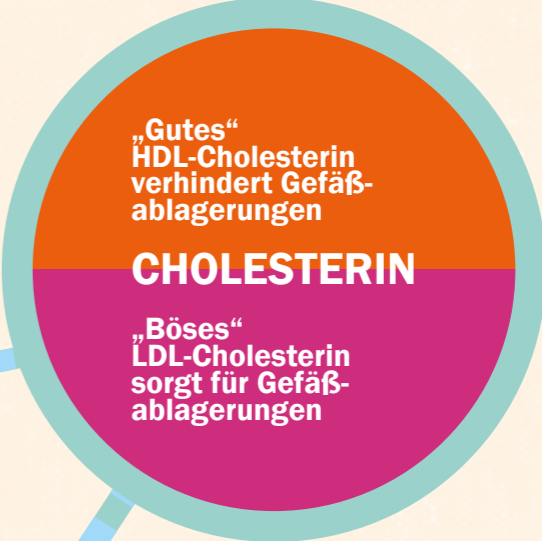 „Gutes“
HDL-Cholesterin
verhindert Gefäß-
ablagerungen
CHOLESTERIN
„Böses“
LDL-Cholesterin
sorgt für Gefäß-
ablagerungen